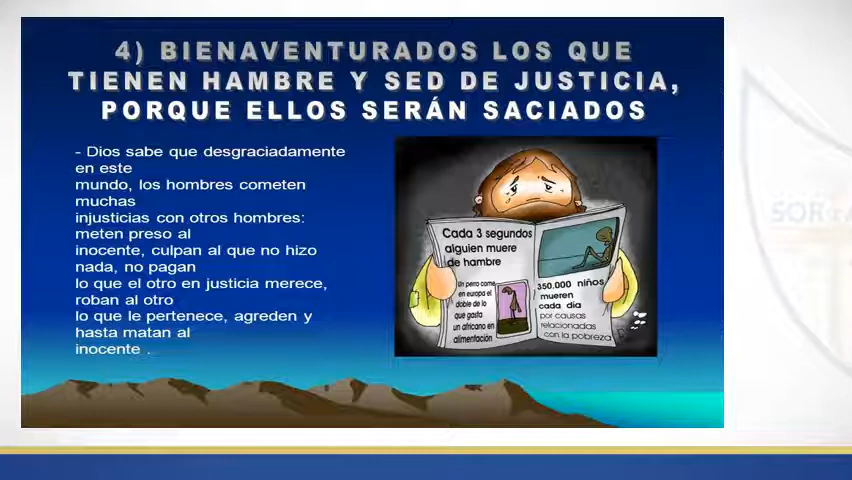 4) BIENAVENTURADOS LOS QUE
TIENEN HAMBRE Y SED DE JUSTICIA,
PORQUE ELLOS SERÁN SACIADOS
- Dios sabe que desgraciadamente
en este
mundo, los hombres cometen
muchas
injusticias con otros hombres:
meten preso al
inocente, culpan al que no hizo
nada, no pagan
lo que el otro en justicia merece,
roban al otro
lo que le pertenece, agreden y
hasta matan al
inocente .
Cada 3 segundos
alguien muere
de hambre
Un perro come
en europa el
doble de lo
que gasta
un africano en
alimentación
350.000 niños
mueren
cada día
por causas
relacionadas
con la pobreza
SOR